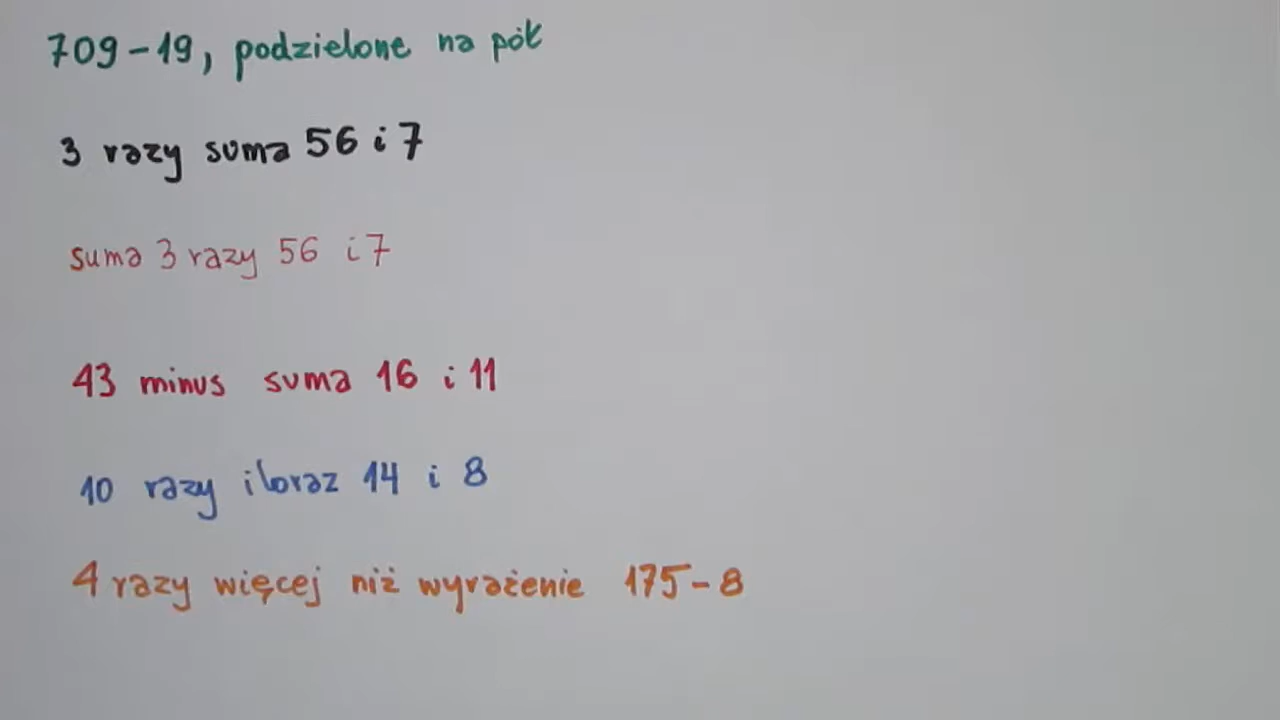 709-19, podzielone na pół
3 razy suma 56 i 7
suma 3 razy 56 i 7
43 minus suma 16 i 11
10 razy iloraz 14 i 8
4 razy więcej niż wyrażenie 175-8